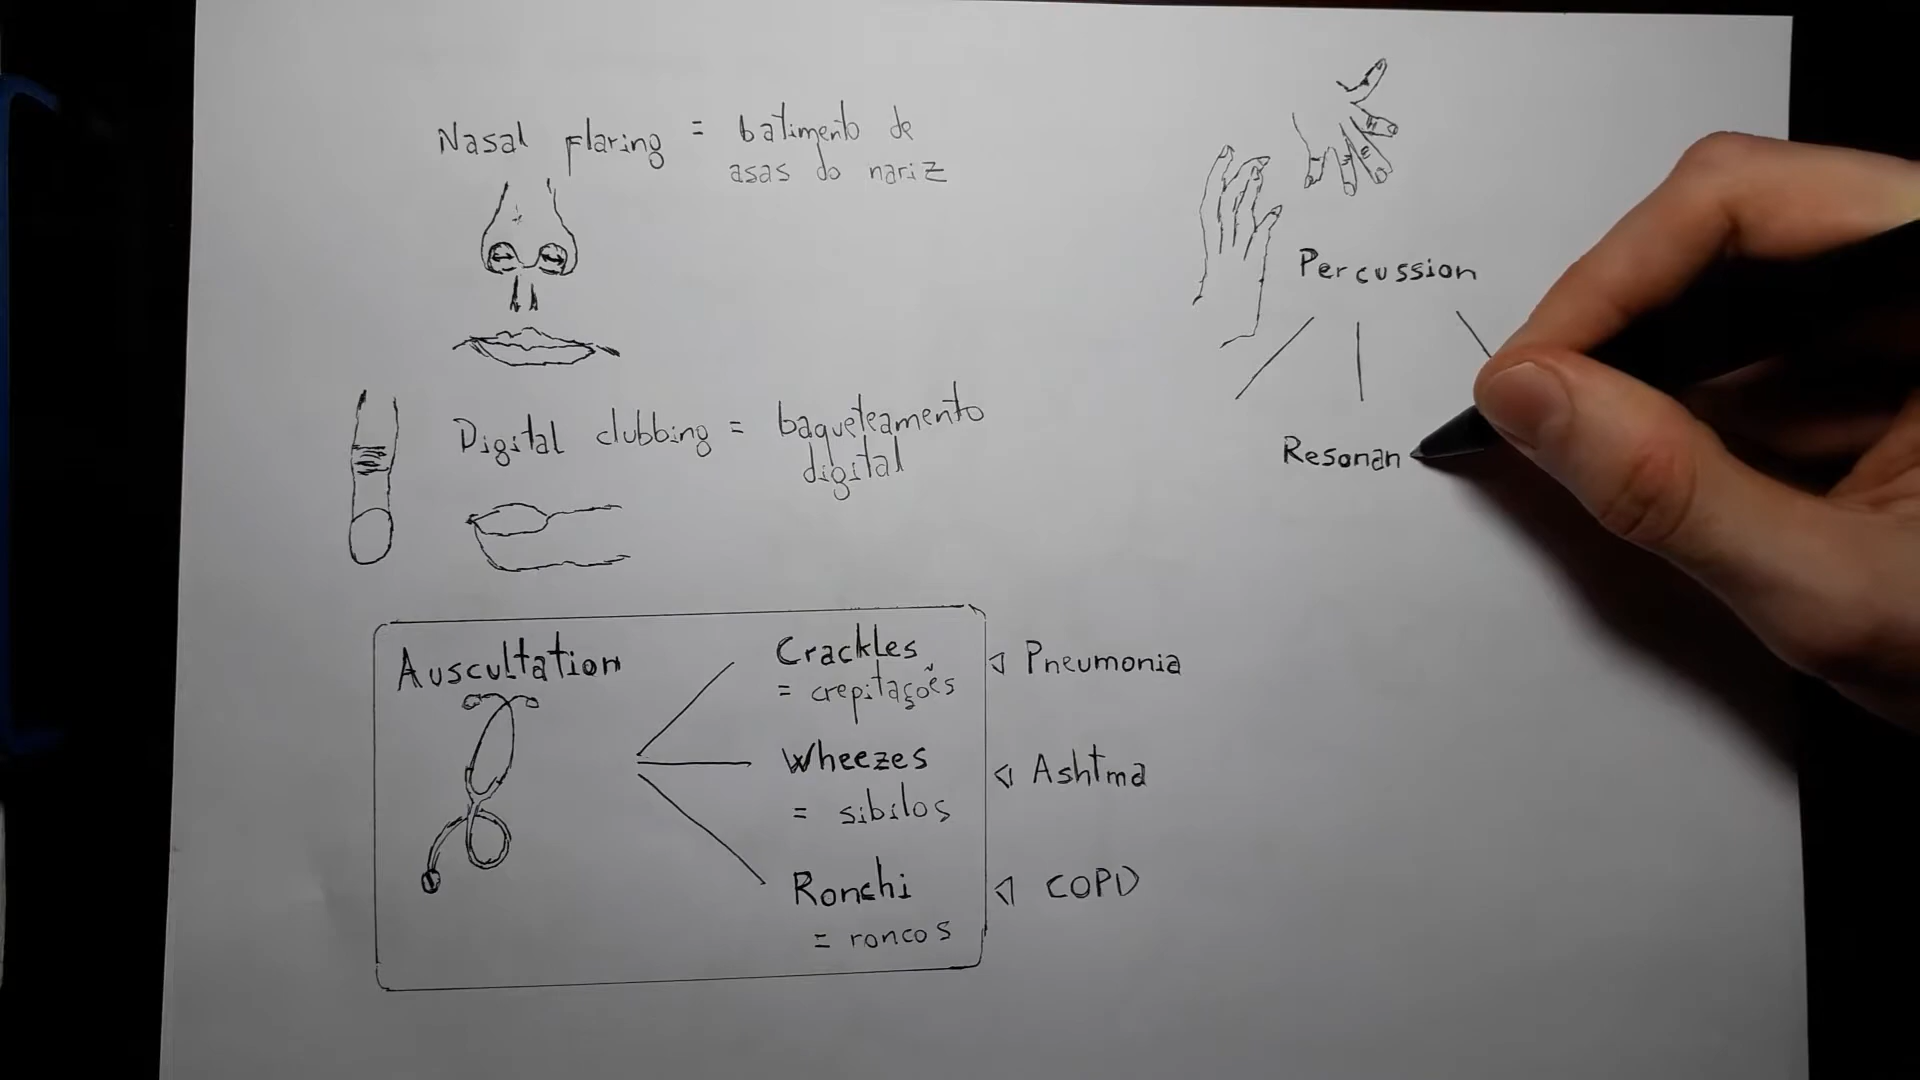 Nasal flaring = batimento de
asas do nariz
Digital clubbing = baqueteamento
digital
Auscultation
Crackles
= crepitações
Wheezes
= sibilos
Ronchi
= roncos
Pneumonia
Ashtma
COPD
Percussion
Resonan